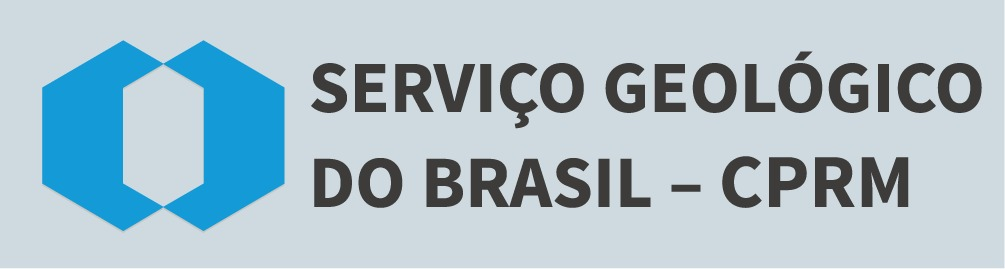 SERVIÇO GEOLÓGICO
DO BRASIL – CPRM